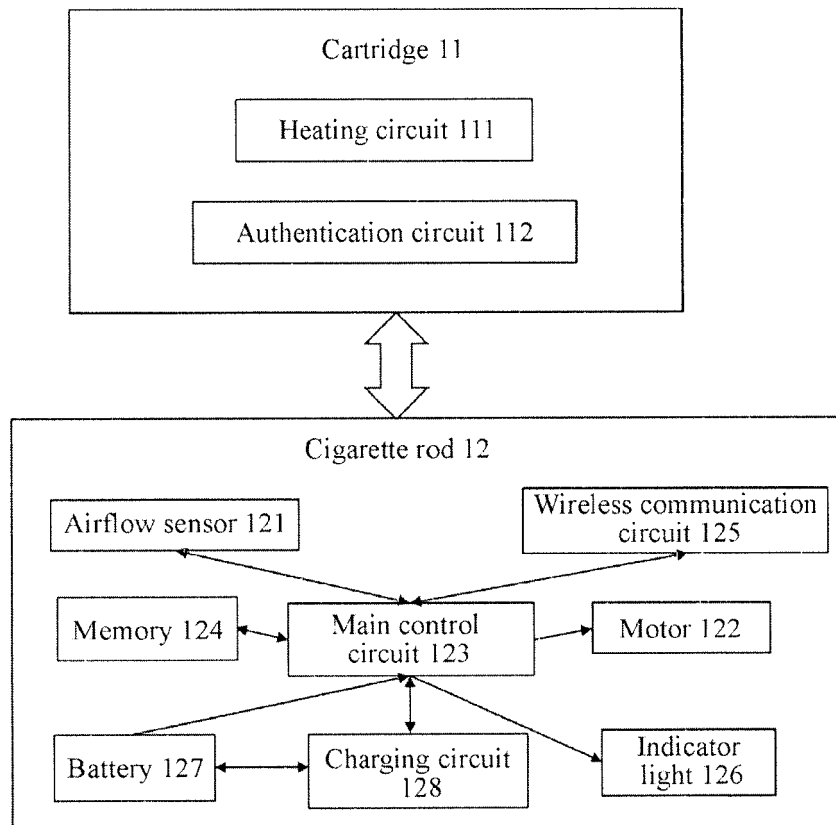 Cartridge 11
Heating circuit 111
Authentication circuit 112
Cigarette rod 12
Airflow sensor 121
Wireless communication
circuit 125
Memory 124
Main control
circuit 123
Motor 122
Battery 127
Charging circuit
128
Indicator
light 126